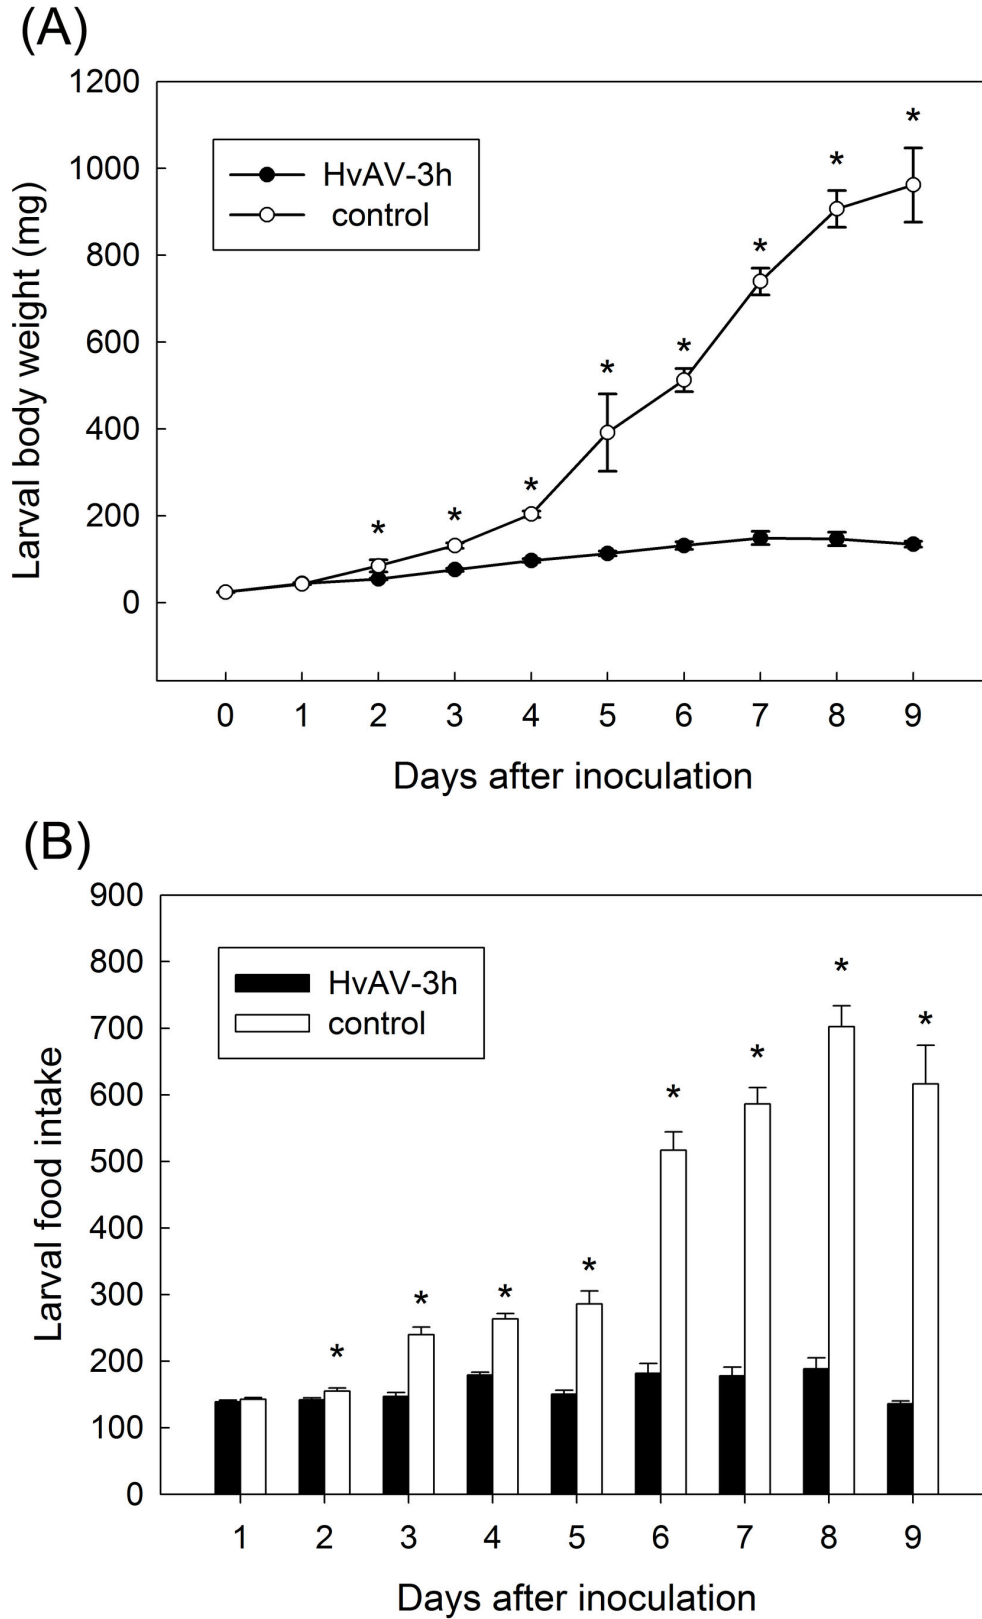 (A)
Larval body weight (mg)
1200
1000
800
600
400
200
0
HvAV-3h
control
*
*
*
*
*
*
*
*
0 1 2 3 4 5 6 7 8 9
Days after inoculation
(B)
Larval food intake
900
800
700
600
500
400
300
200
100
0
HvAV-3h
control
*
*
*
*
*
*
*
*
1 2 3 4 5 6 7 8 9
Days after inoculation